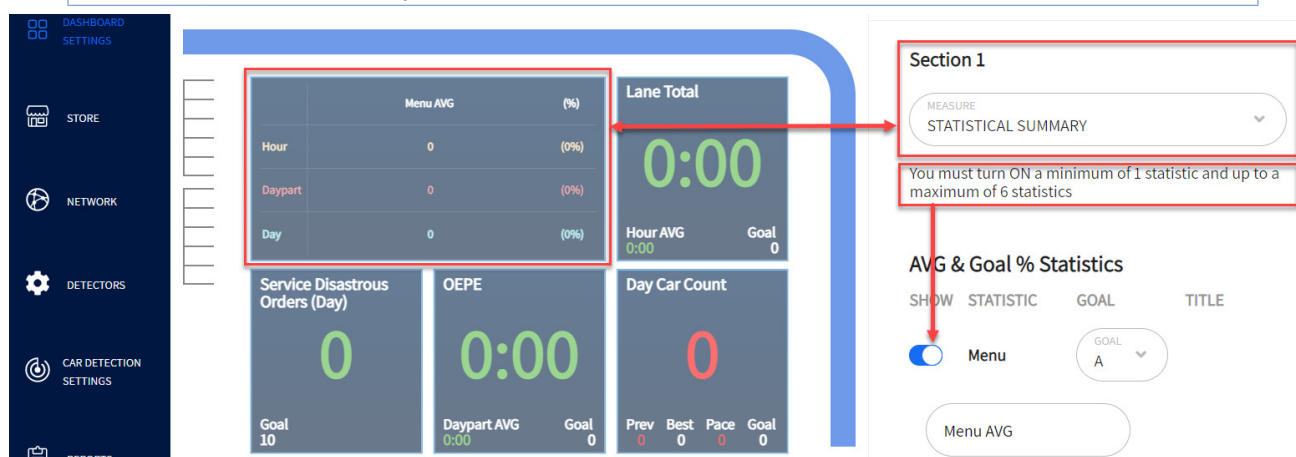 DASHBOARD
SETTINGS
STORE
NETWORK
DETECTORS
CAR DETECTION
SETTINGS
REPORTS
Menu AVG (%)
Hour 0 (0%)
Daypart 0 (0%)
Day 0 (0%)
Lane Total
0:00
Hour AVG Goal
0:00 0
Service Disastrous
Orders (Day)
0
Goal
10
OEPE
0:00
Daypart AVG Goal
0:00 0
Day Car Count
0
Prev Best Pace Goal
0 0 0 0
Section 1
MEASURE
STATISTICAL SUMMARY
You must turn ON a minimum of 1 statistic and up to a
maximum of 6 statistics
AVG & Goal % Statistics
SHOW STATISTIC GOAL TITLE
Menu
GOAL
A
Menu AVG